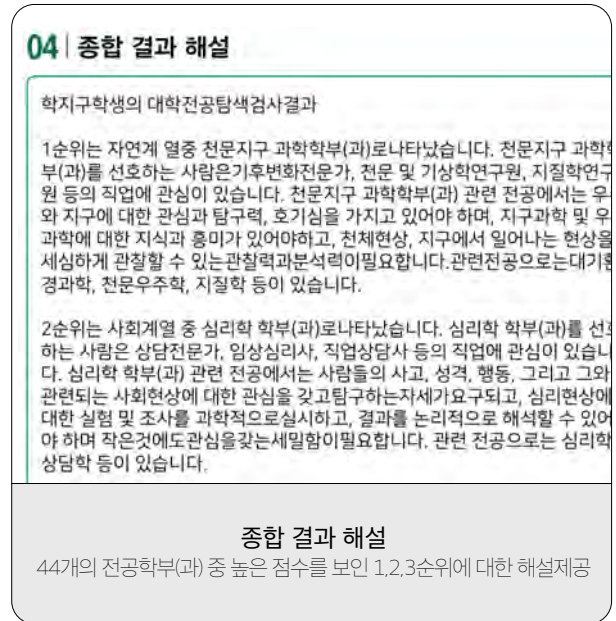 04 | 종합 결과 해설
학지구학생의 대학전공탐색검사결과
1순위는 자연계 열중 천문지구 과학학부(과)로나타났습니다. 천문지구 과학학
부(과)를 선호하는 사람은기후변화전문가, 천문 및 기상학연구원, 지질학연구
원 등의 직업에 관심이 있습니다. 천문지구 과학학부(과) 관련 전공에서는 우
와 지구에 대한 관심과 탐구력, 호기심을 가지고 있어야 하며, 지구과학 및 우
과학에 대한 지식과 흥미가 있어야하고, 천체현상, 지구에서 일어나는 현상을
세심하게 관찰할 수 있는관찰력과분석력이필요합니다.관련전공으로는대기환
경과학, 천문우주학, 지질학 등이 있습니다.
2순위는 사회계열 중 심리학 학부(과)로나타났습니다. 심리학 학부(과)를 선호
하는 사람은 상담전문가, 임상심리사, 직업상담사 등의 직업에 관심이 있습니
다. 심리학 학부(과) 관련 전공에서는 사람들의 사고, 성격, 행동, 그리고 그와
관련되는 사회현상에 대한 관심을 갖고탐구하는자세가요구되고, 심리현상에
대한 실험 및 조사를 과학적으로실시하고, 결과를 논리적으로 해석할 수 있어
야 하며 작은것에도관심을갖는세밀함이필요합니다. 관련 전공으로는 심리학
상담학 등이 있습니다.
종합 결과 해설
44개의 전공학부(과) 중 높은 점수를 보인 1,2,3순위에 대한 해설제공